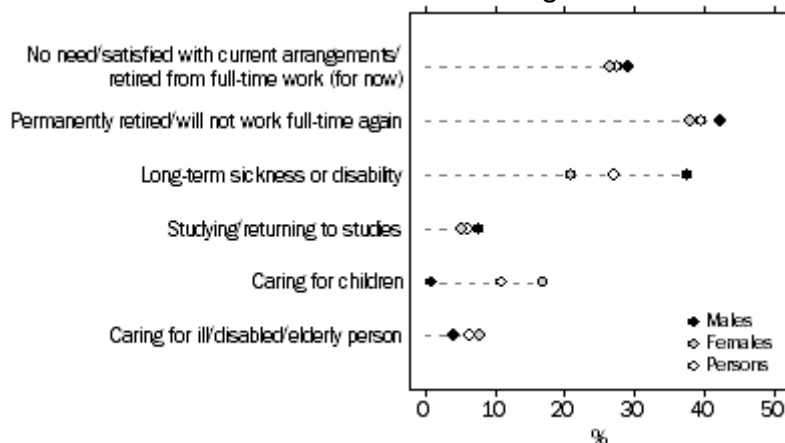 No need/satisfied with current arrangements/
retired from full-time work (for now)
Permanently retired/will not work full-time again
Long-term sickness or disability
Studying/returning to studies
Caring for children
Caring for ill/disabled/elderly person
Males
Females
Persons
0 10 20 30 40 50
%